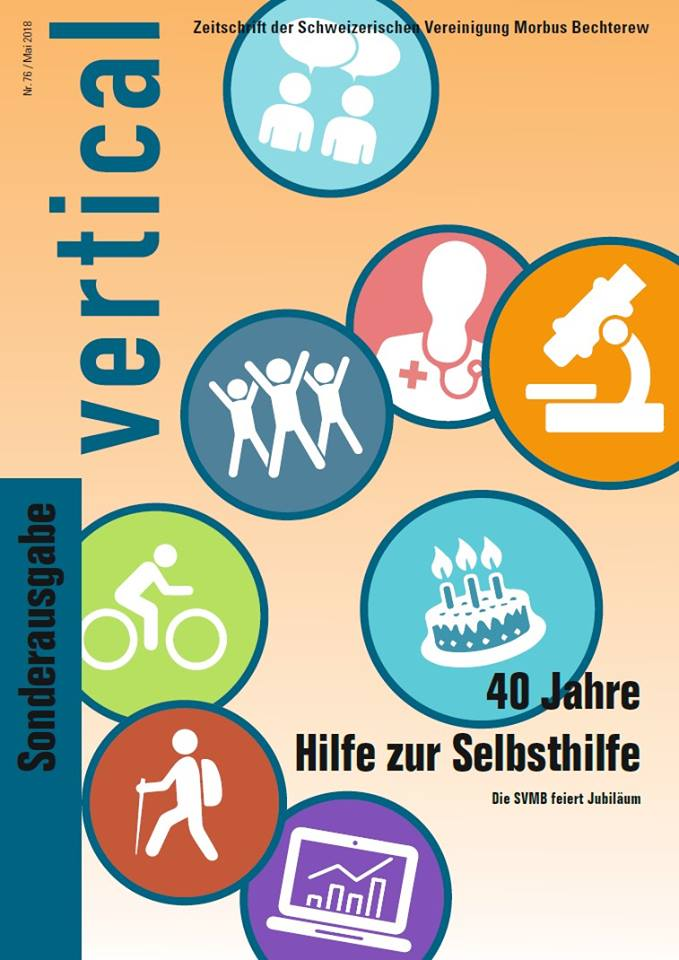 Zeitschrift der Schweizerischen Vereinigung Morbus Bechterew
Nr. 76 / Mai 2018
vertical
Sonderausgabe
40 Jahre
Hilfe zur Selbsthilfe
Die SVMB feiert Jubiläum